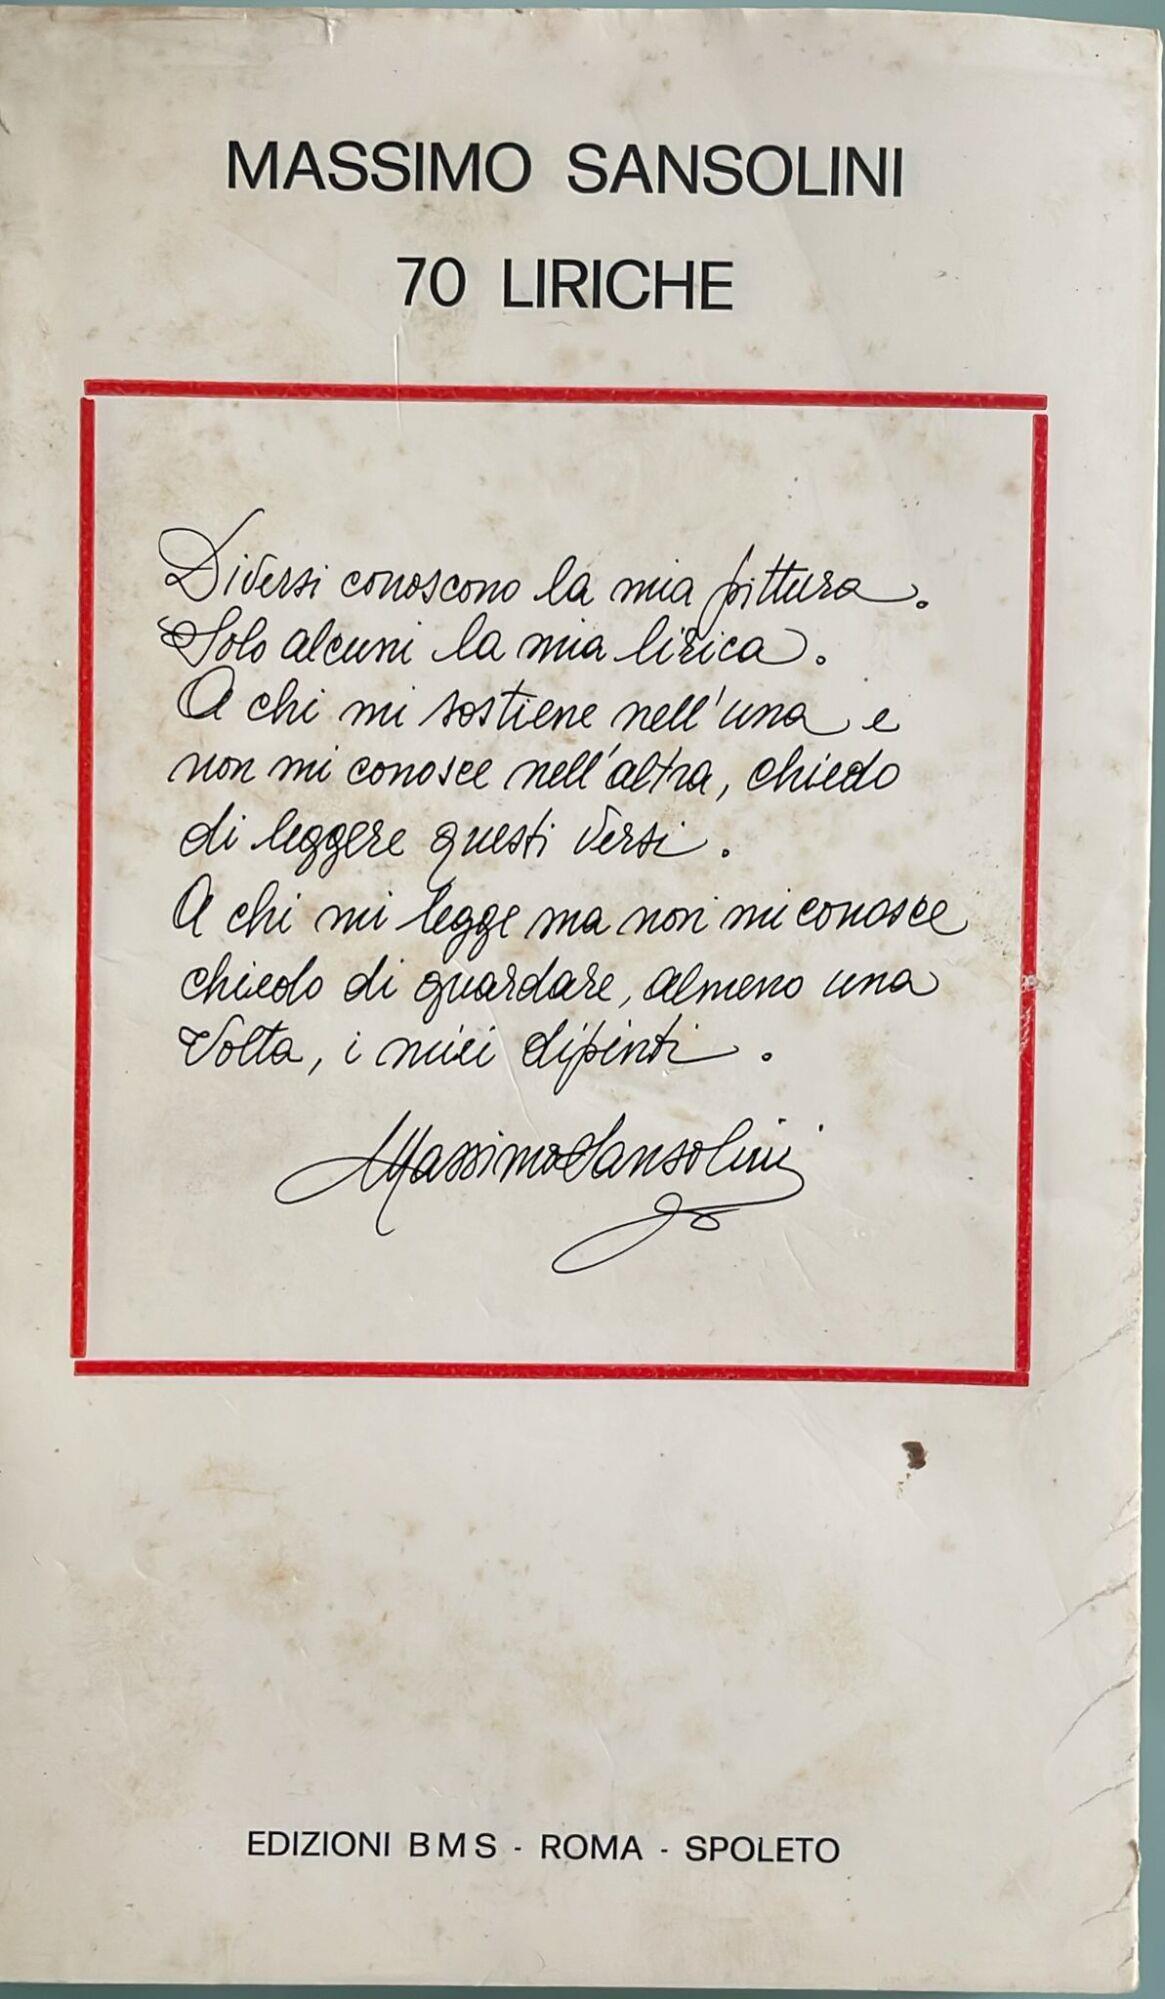 MASSIMO SANSOLINI
70 LIRICHE
Diversi conoscono la mia pittura.
Solo alcuni la mia lirica.
A chi mi sostiene nell'una e
non mi conosce nell'altra, chiedo
di leggere questi versi.
A chi mi legge ma non mi conosce
chiedo di guardare, almeno una
volta, i miei dipinti.
Massimo Sansolini
EDIZIONI BMS - ROMA - SPOLETO